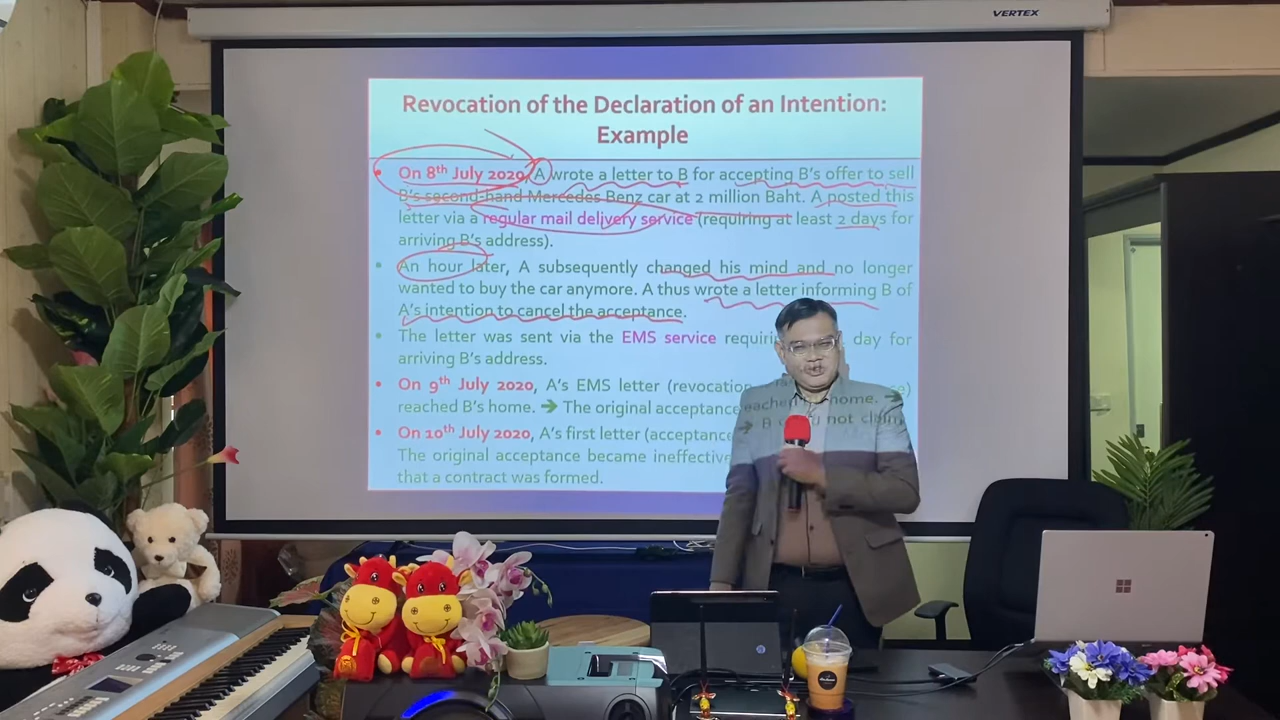 VERTEX
Revocation of the Declaration of an Intention:
Example
• On 8th July 2020, A wrote a letter to B for accepting B's offer to sell
B's second-hand Mercedes Benz car at 2 million Baht. A posted this
letter via a regular mail delivery service (requiring at least 2 days for
arriving B's address).
• An hour later, A subsequently changed his mind and no longer
wanted to buy the car anymore. A thus wrote a letter informing B of
A's intention to cancel the acceptance.
• The letter was sent via the EMS service day for
arriving B's address.
• On 9th July 2020, A's EMS letter (revocation
reached B's home. → The original acceptance home. →
• On 10th July 2020, A's first letter (acceptance → B could not claim
The original acceptance became ineffective
that a contract was formed.